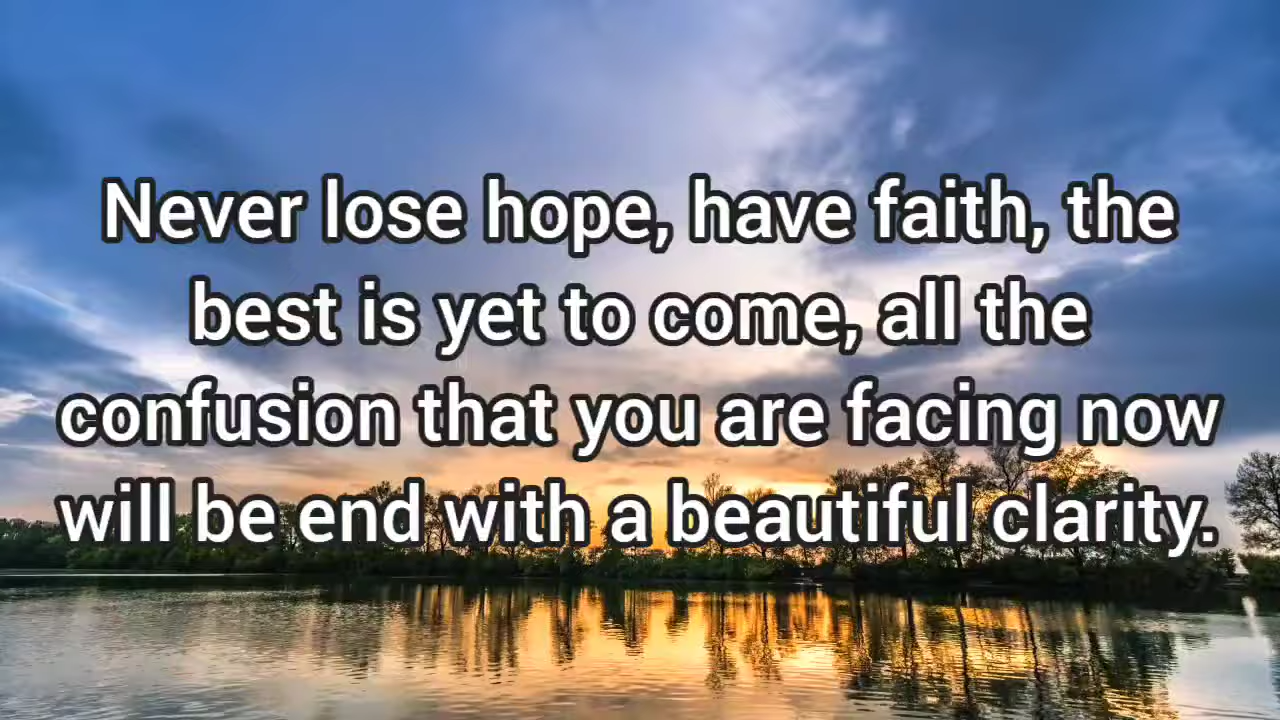 Never lose hope, have faith, the
best is yet to come, all the
confusion that you are facing now
will be end with a beautiful clarity.